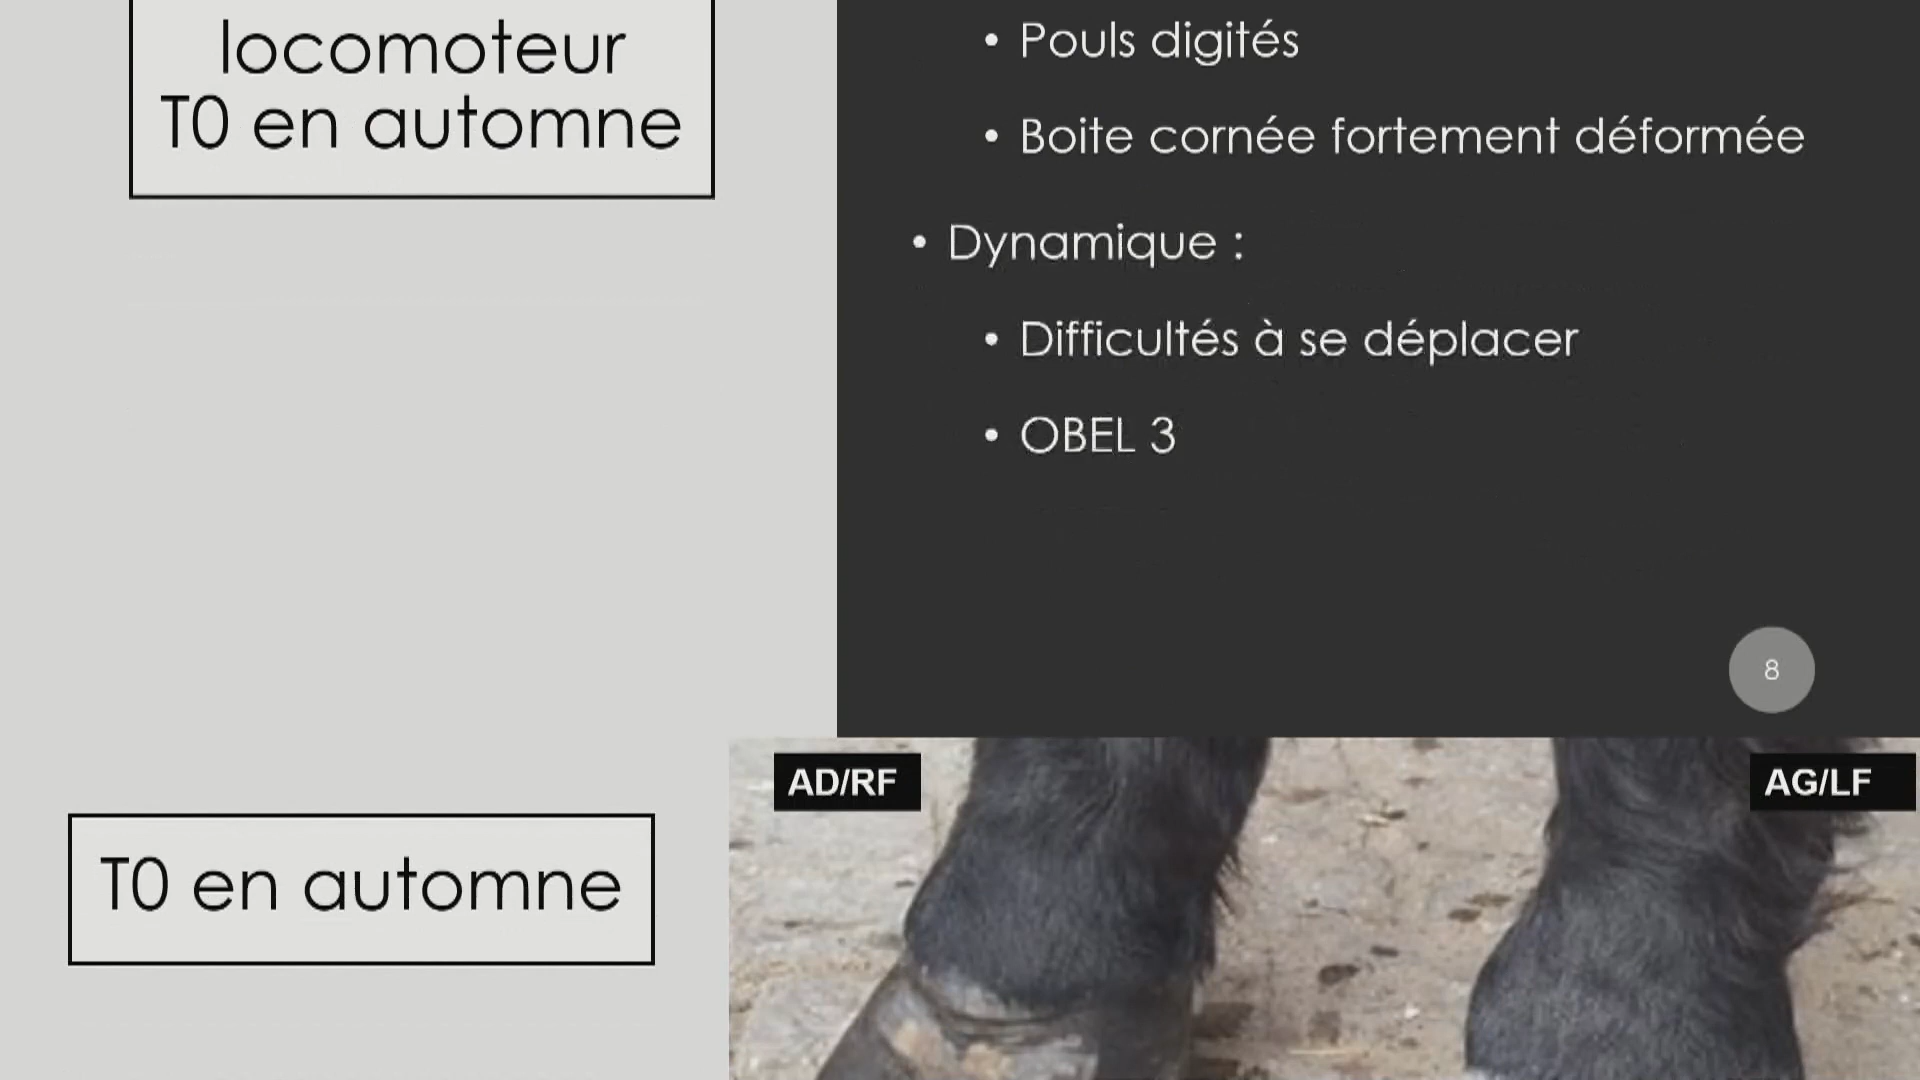 locomoteur
T0 en automne
• Pouls digités
• Boite cornée fortement déformée
• Dynamique :
• Difficultés à se déplacer
• OBEL 3
8
T0 en automne
AD/RF
AG/LF